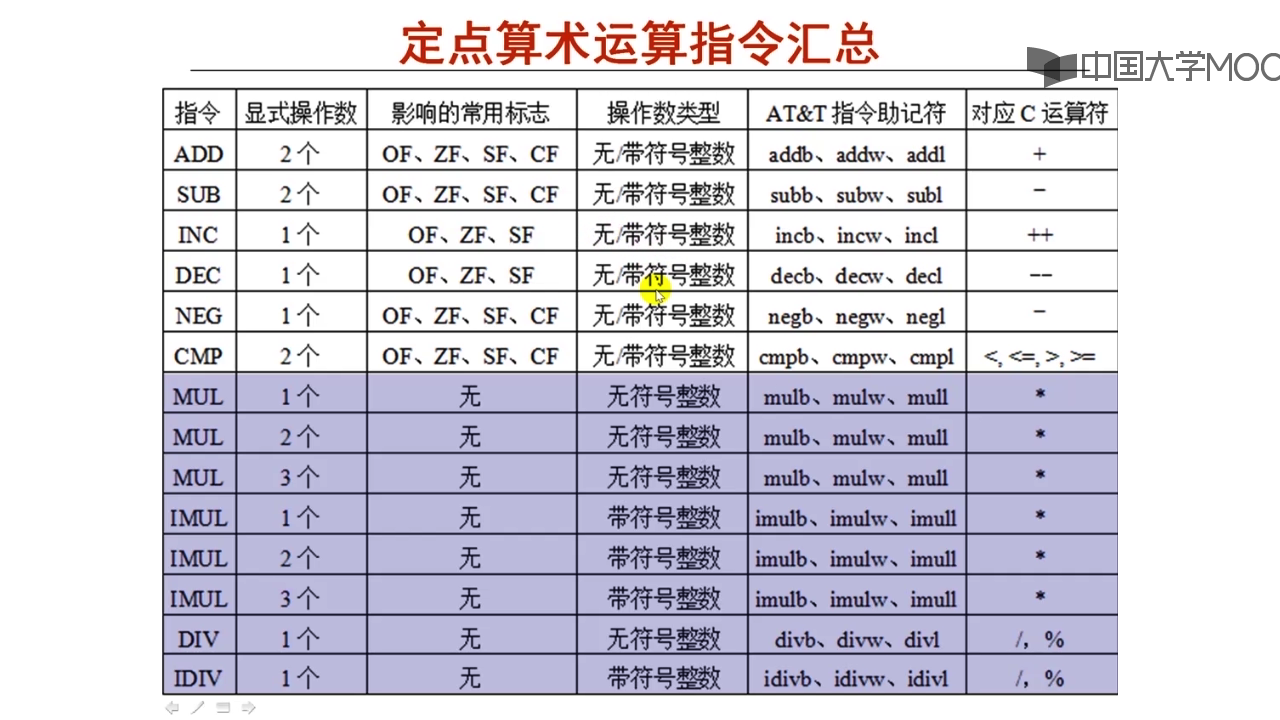 定点算术运算指令汇总
中国大学MOO
指令 显式操作数 影响的常用标志 操作数类型 AT&T 指令助记符 对应 C 运算符
ADD 2 个 OF、ZF、SF、CF 无/带符号整数 addb、addw、addl +
SUB 2 个 OF、ZF、SF、CF 无/带符号整数 subb、subw、subl -
INC 1 个 OF、ZF、SF 无/带符号整数 incb、incw、incl ++
DEC 1 个 OF、ZF、SF 无/带符号整数 decb、decw、decl --
NEG 1 个 OF、ZF、SF、CF 无/带符号整数 negb、negw、negl -
CMP 2 个 OF、ZF、SF、CF 无/带符号整数 cmpb、cmpw、cmpl <, <=, >, >=
MUL 1 个 无 无符号整数 mulb、mulw、mull *
MUL 2 个 无 无符号整数 mulb、mulw、mull *
MUL 3 个 无 无符号整数 mulb、mulw、mull *
IMUL 1 个 无 带符号整数 imulb、imulw、imull *
IMUL 2 个 无 带符号整数 imulb、imulw、imull *
IMUL 3 个 无 带符号整数 imulb、imulw、imull *
DIV 1 个 无 无符号整数 divb、divw、divl /, %
IDIV 1 个 无 带符号整数 idivb、idivw、idivl /, %